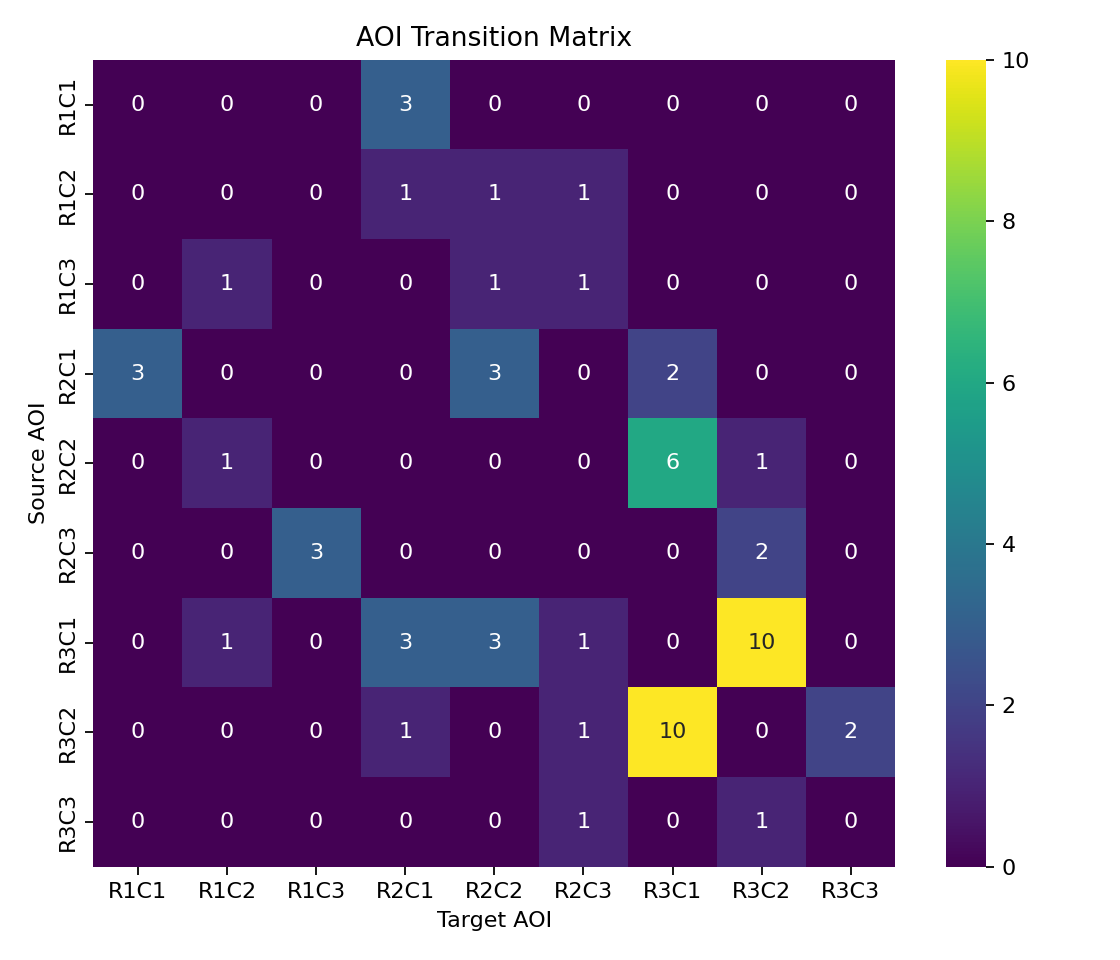 AOI Transition Matrix
R1C1 0 0 0 3 0 0 0 0 0
R1C2 0 0 0 1 1 1 0 0 0
R1C3 0 1 0 0 1 1 0 0 0
R2C1 3 0 0 0 3 0 2 0 0
R2C2 0 1 0 0 0 0 6 1 0
R2C3 0 0 3 0 0 0 0 2 0
R3C1 0 1 0 3 3 1 0 10 0
R3C2 0 0 0 1 0 1 10 0 2
R3C3 0 0 0 0 0 1 0 1 0
R1C1 R1C2 R1C3 R2C1 R2C2 R2C3 R3C1 R3C2 R3C3
Target AOI
Source AOI
10
8
6
4
2
0